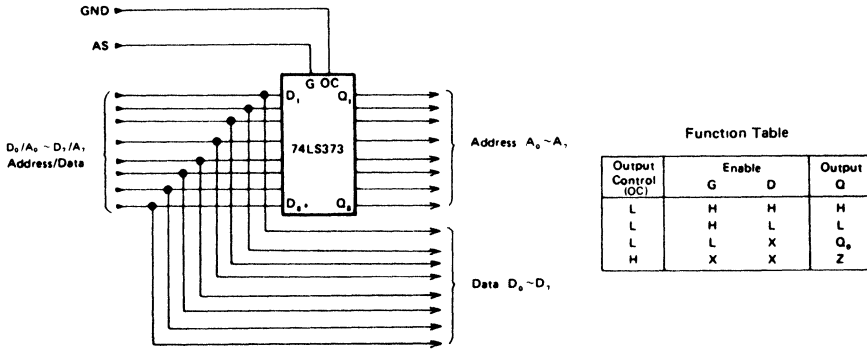 GND
AS
G OC
D₁ Q₁
74LS373
D₈ Q₈
D₀/A₀ ~ D₇/A₇
Address/Data
Address A₀ ~ A₇
Data D₀ ~ D₇
Function Table
Output Control (OC) Enable Output
G D Q
L H H H
L H L L
L L X Q₀
H X X Z